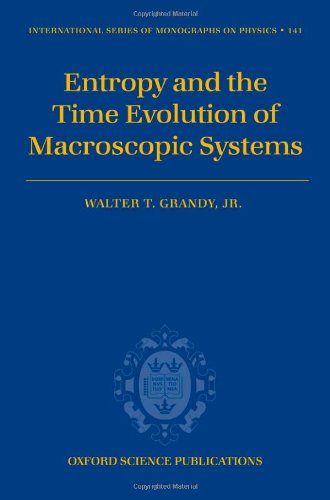 INTERNATIONAL SERIES OF MONOGRAPHS ON PHYSICS • 141
Entropy and the
Time Evolution of
Macroscopic Systems
WALTER T. GRANDY, JR.
OXFORD SCIENCE PUBLICATIONS